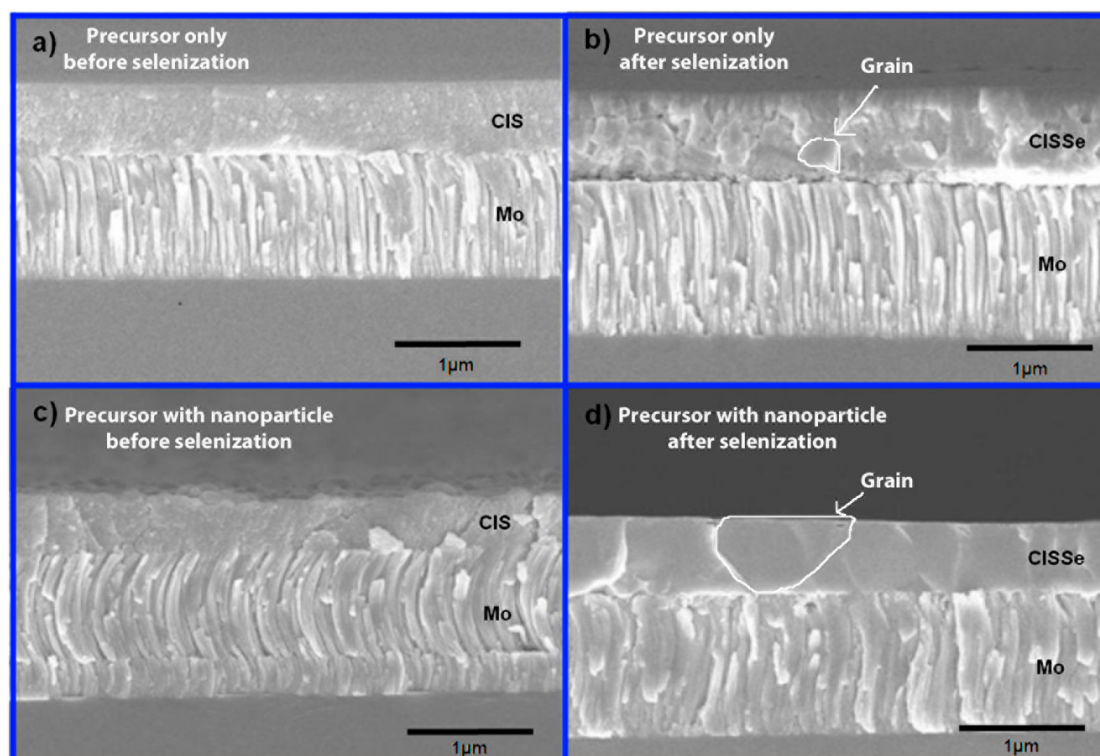 a) Precursor only
before selenization
CIS
Mo
1μm
b) Precursor only
after selenization
Grain
CISSe
Mo
1μm
c) Precursor with nanoparticle
before selenization
CIS
Mo
1μm
d) Precursor with nanoparticle
after selenization
Grain
CISSe
Mo
1μm